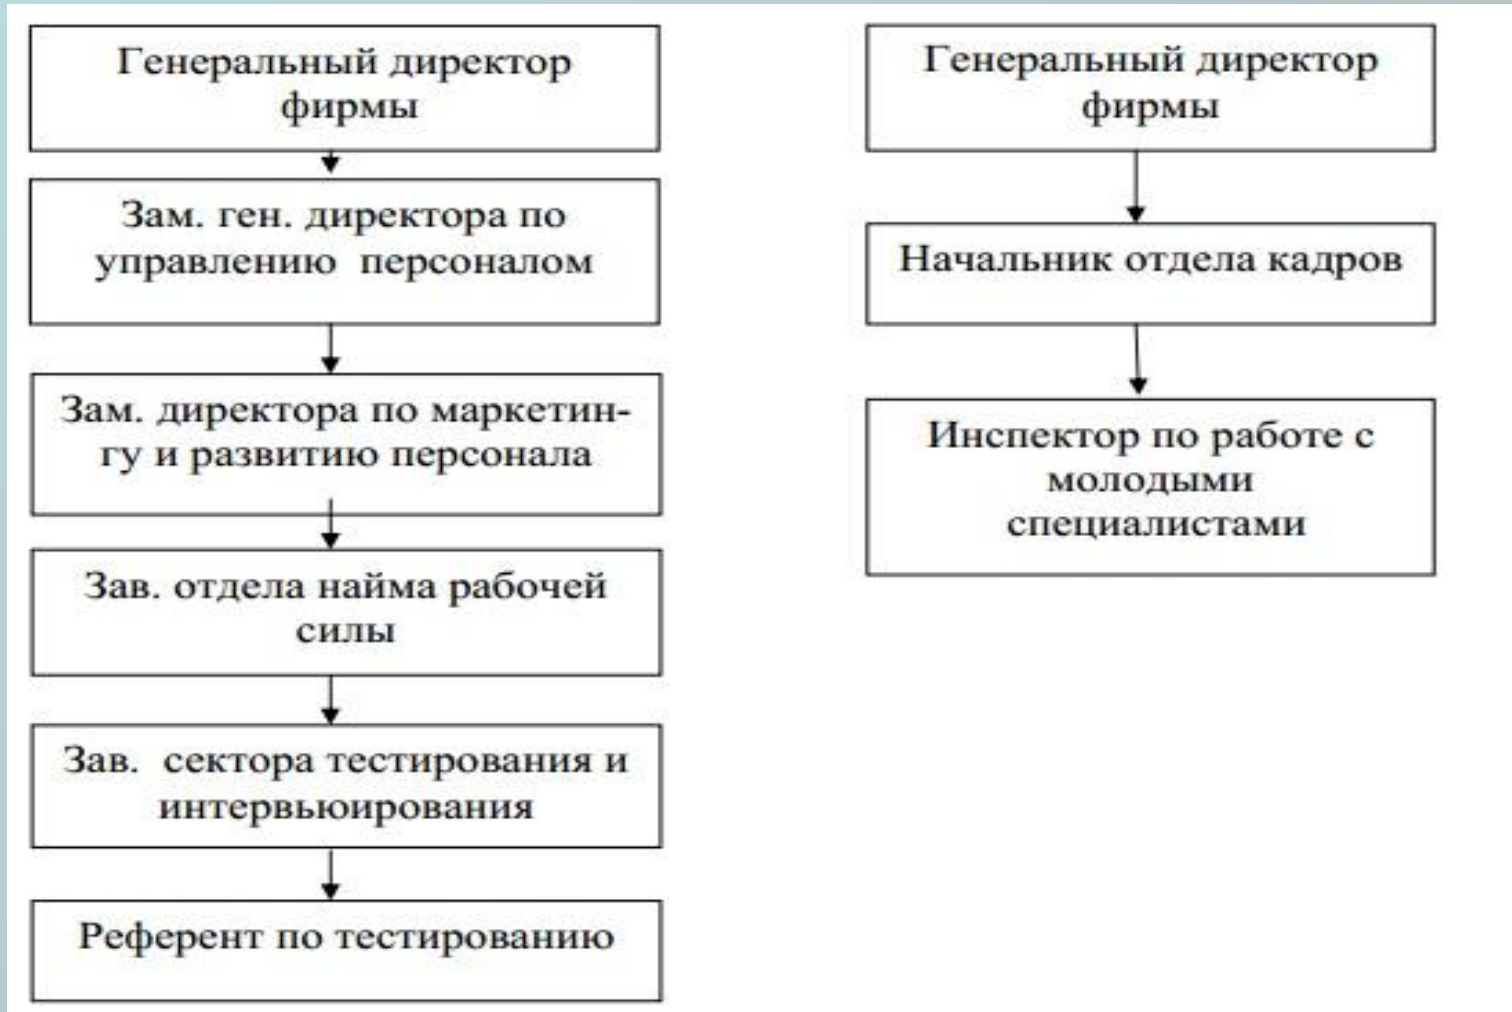 Генеральный директор
фирмы
Зам. ген. директора по
управлению персоналом
Зам. директора по маркетин-
гу и развитию персонала
Зав. отдела найма рабочей
силы
Зав. сектора тестирования и
интервьюирования
Референт по тестированию
Генеральный директор
фирмы
Начальник отдела кадров
Инспектор по работе с
молодыми
специалистами